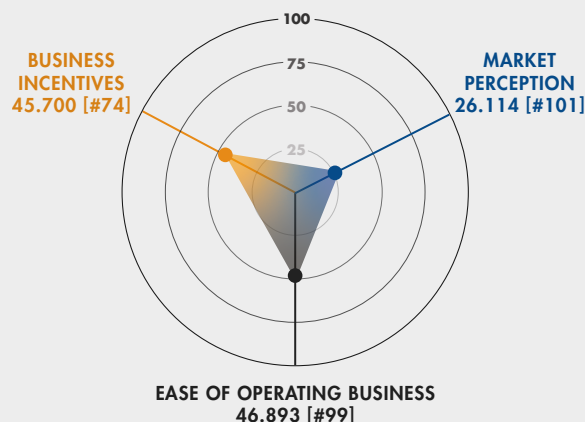 100
BUSINESS
INCENTIVES
45.700 [#74]
75
MARKET
PERCEPTION
26.114 [#101]
50
25
EASE OF OPERATING BUSINESS
46.893 [#99]